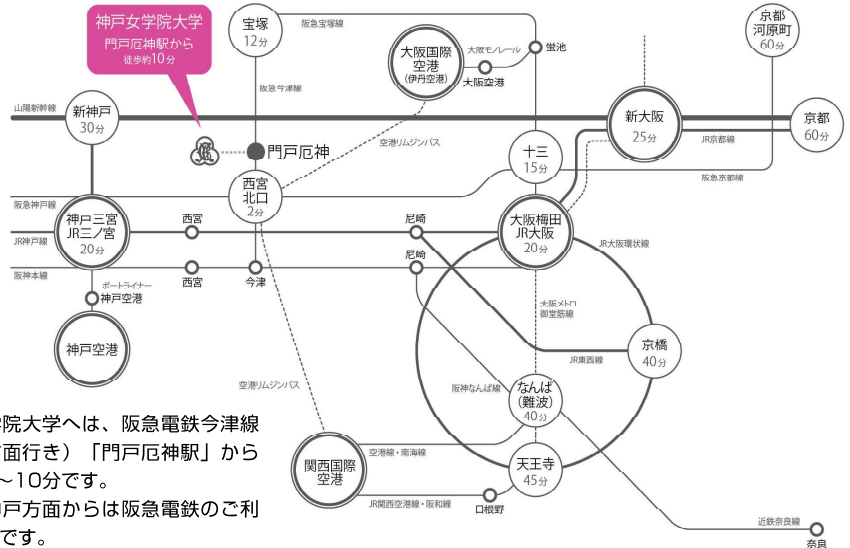 神戸女学院大学
門戸厄神駅から
徒歩約10分
宝塚
12分
阪急宝塚線
大阪国際
空港
(伊丹空港)
大阪モノレール
大阪空港
蛍池
京都
河原町
60分
阪急今津線
山陽新幹線
新神戸
30分
門戸厄神
空港リムジンバス
十三
15分
新大阪
25分
JR京都線
京都
60分
阪急京都線
西宮
北口
2分
阪急神戸線
JR神戸線
阪神本線
神戸三宮
JR三ノ宮
20分
西宮
尼崎
大阪梅田
JR大阪
20分
JR大阪環状線
西宮
今津
尼崎
ポートライナー
神戸空港
神戸空港
大阪メトロ
御堂筋線
JR東西線
京橋
40分
空港リムジンバス
阪神なんば線
なんば
(難波)
40分
関西国際
空港
空港線・南海線
天王寺
45分
JR関西空港線・阪和線
日根野
近鉄奈良線
奈良
学院大学へは、阪急電鉄今津線
面行き）「門戸厄神駅」から
～10分です。
戸方面からは阪急電鉄のご利
です。